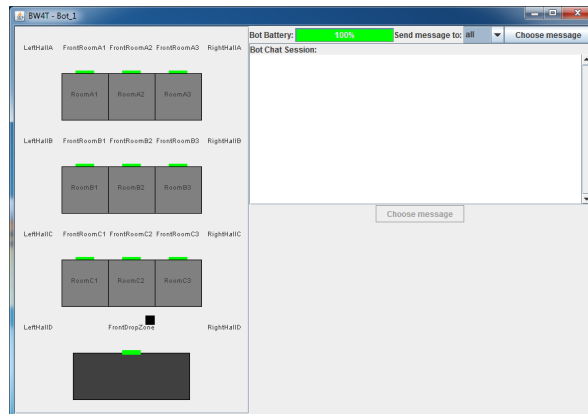 BW4T - Bot_1
Bot Battery: 100% Send message to: all Choose message
Bot Chat Session:
LeftHallA FrontRoomA1 FrontRoomA2 FrontRoomA3 RightHallA
RoomA1 RoomA2 RoomA3
LeftHallB FrontRoomB1 FrontRoomB2 FrontRoomB3 RightHallB
RoomB1 RoomB2 RoomB3
Choose message
LeftHallC FrontRoomC1 FrontRoomC2 FrontRoomC3 RightHallC
RoomC1 RoomC2 RoomC3
LeftHallD FrontDropZone RightHallD